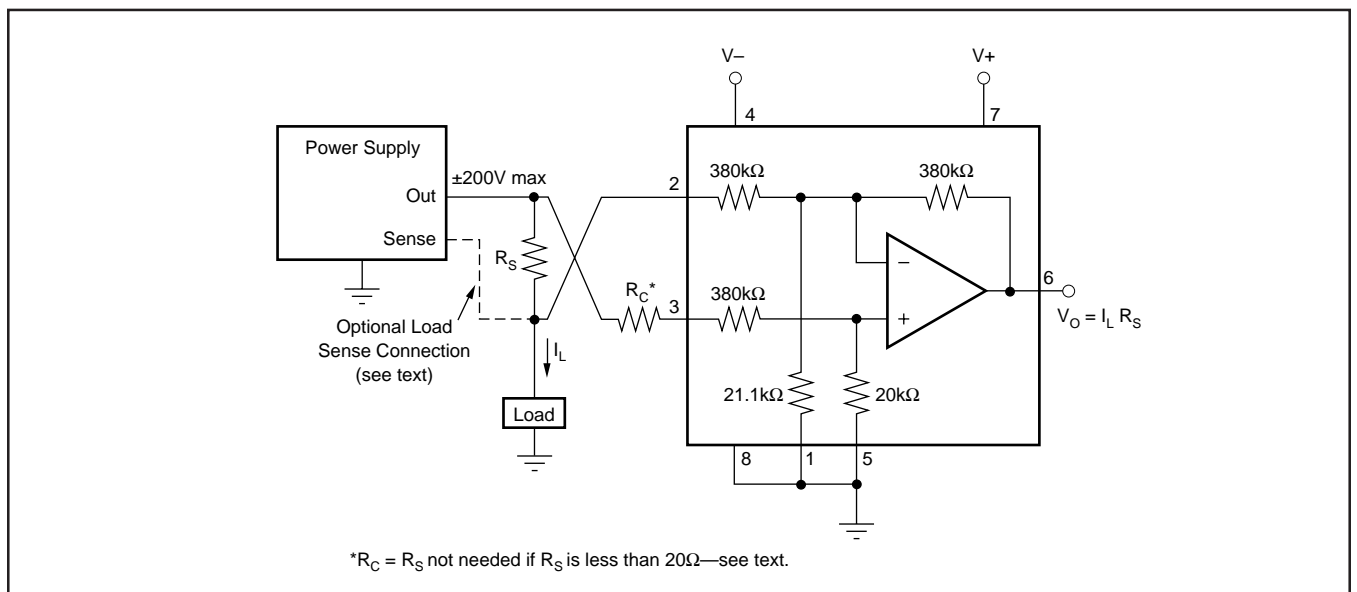 V–
V+
4
7
Power Supply
±200V max
Out
Sense
2
380kΩ
380kΩ
R_S
R_C*
3
380kΩ
–
+
6
V_O = I_L R_S
Optional Load
Sense Connection
(see text)
I_L
21.1kΩ
20kΩ
Load
8
1
5
*R_C = R_S not needed if R_S is less than 20Ω—see text.